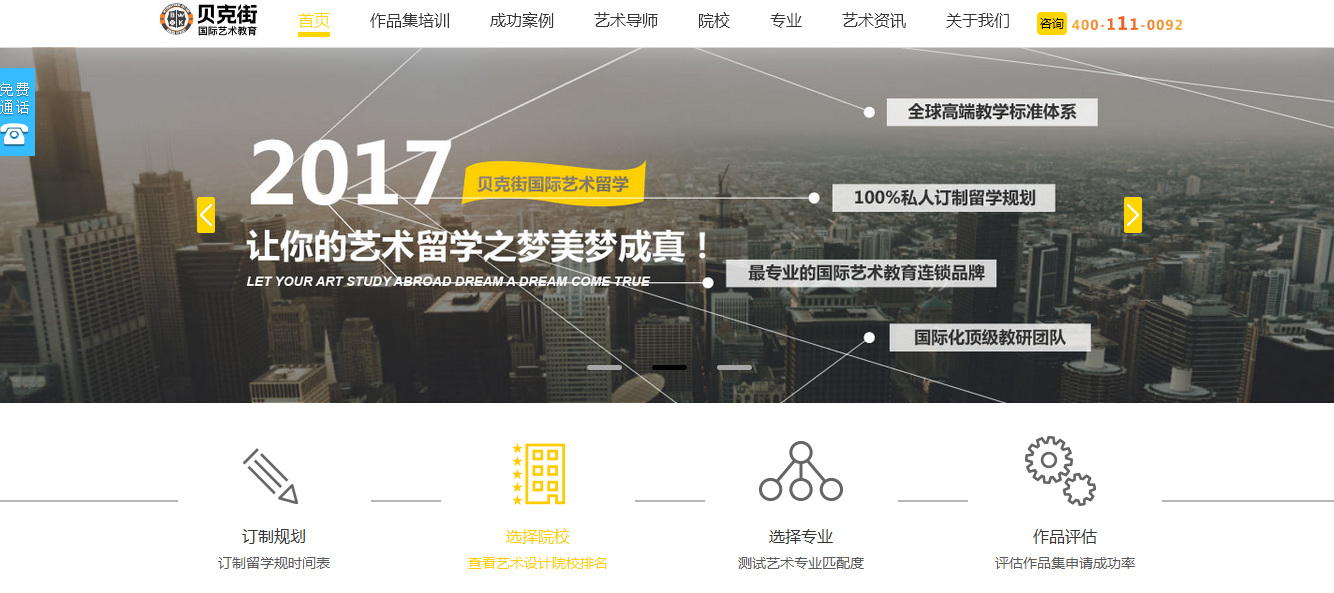 贝克街
国际艺术教育
首页 作品集培训 成功案例 艺术导师 院校 专业 艺术资讯 关于我们 咨询 400-111-0092
免费
通话
全球高端教学标准体系
2017
贝克街国际艺术留学
100%私人订制留学规划
让你的艺术留学之梦美梦成真！
最专业的国际艺术教育连锁品牌
LET YOUR ART STUDY ABROAD DREAM A DREAM COME TRUE
国际化顶级教研团队
订制规划 选择院校 选择专业 作品评估
订制留学规时间表 查看艺术设计院校排名 测试艺术专业匹配度 评估作品集申请成功率